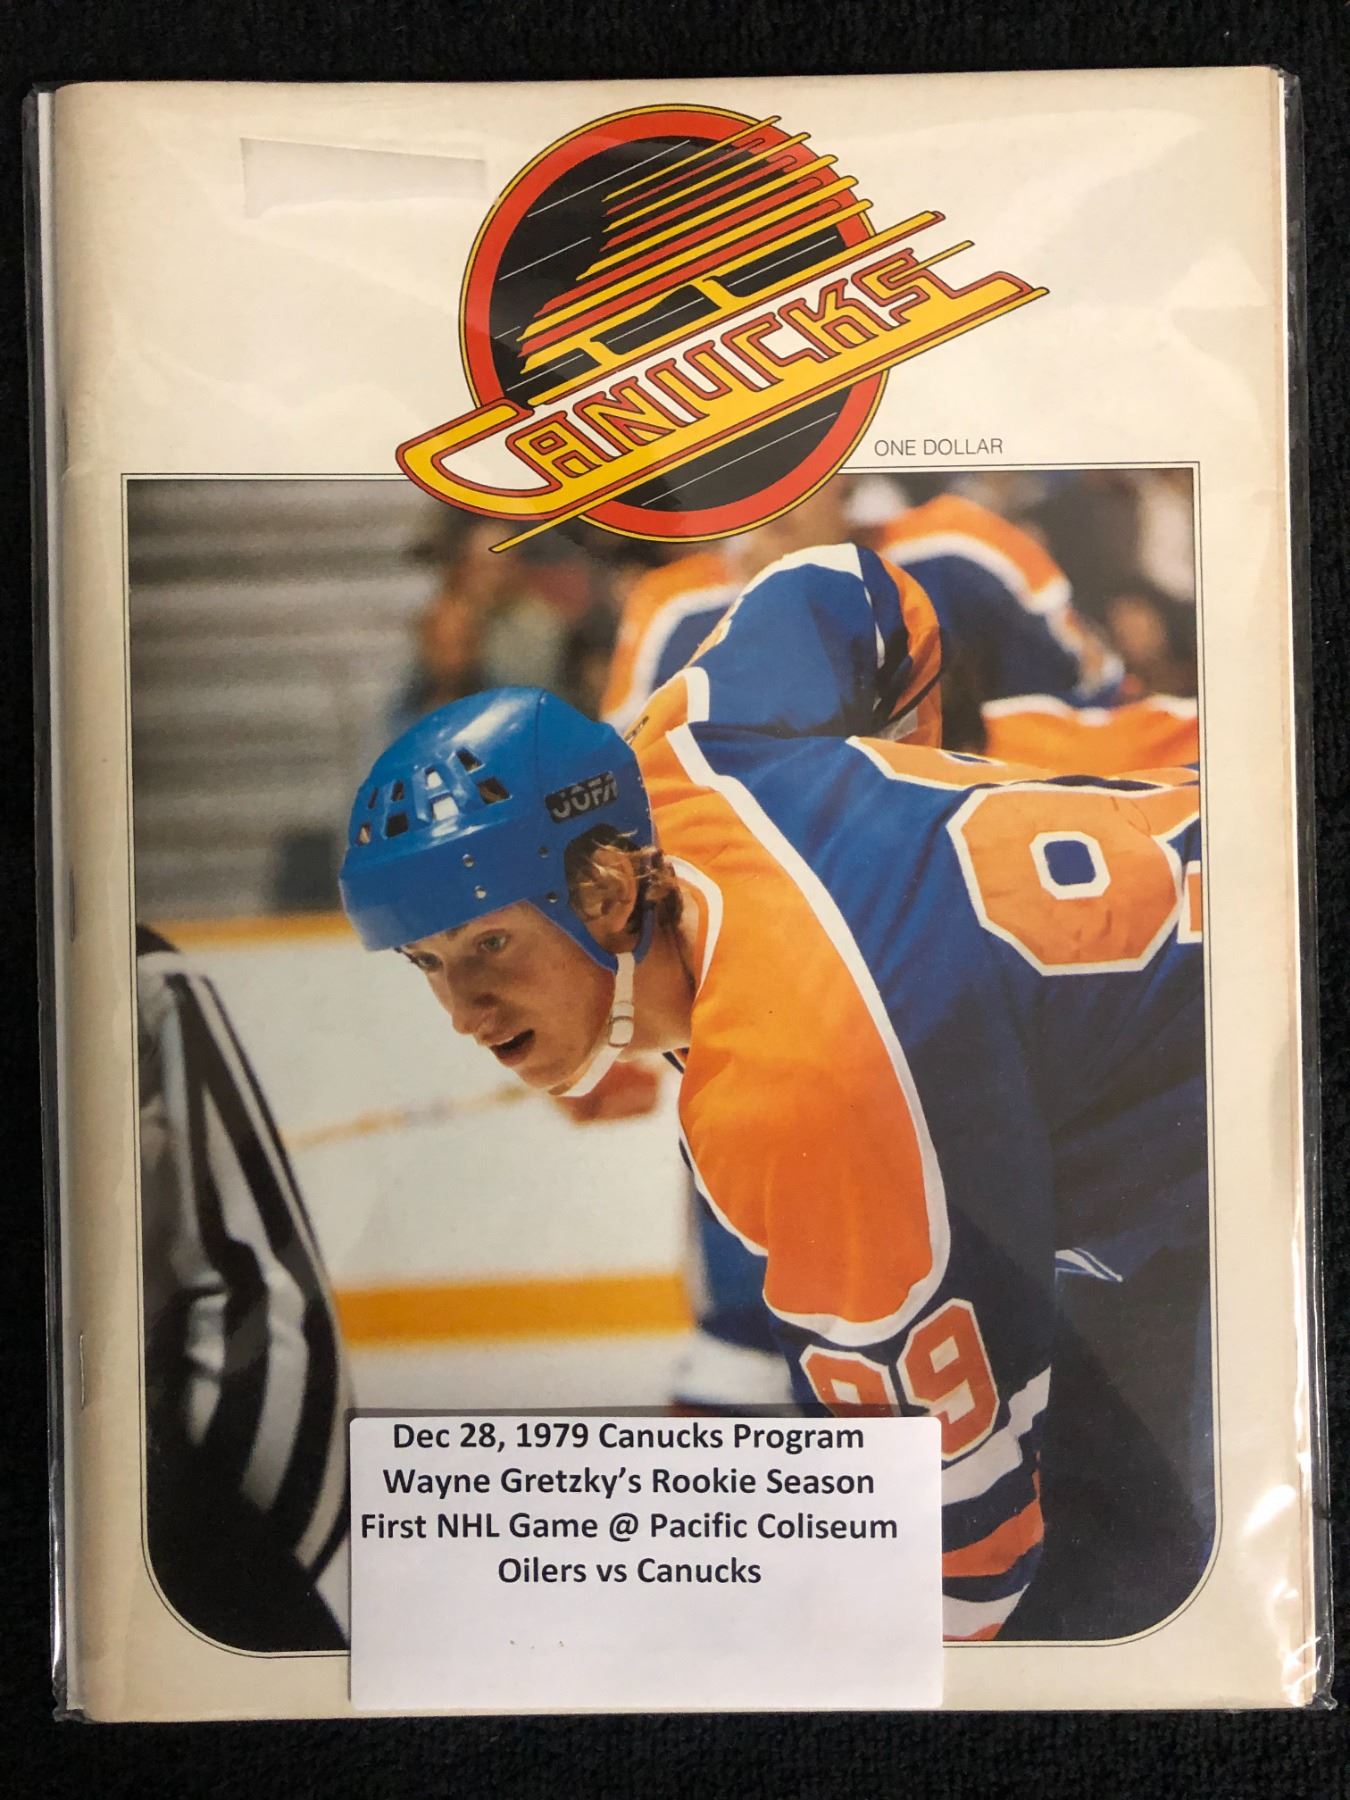 CANUCKS
ONE DOLLAR
JOFA
99
Dec 28, 1979 Canucks Program
Wayne Gretzky's Rookie Season
First NHL Game @ Pacific Coliseum
Oilers vs Canucks